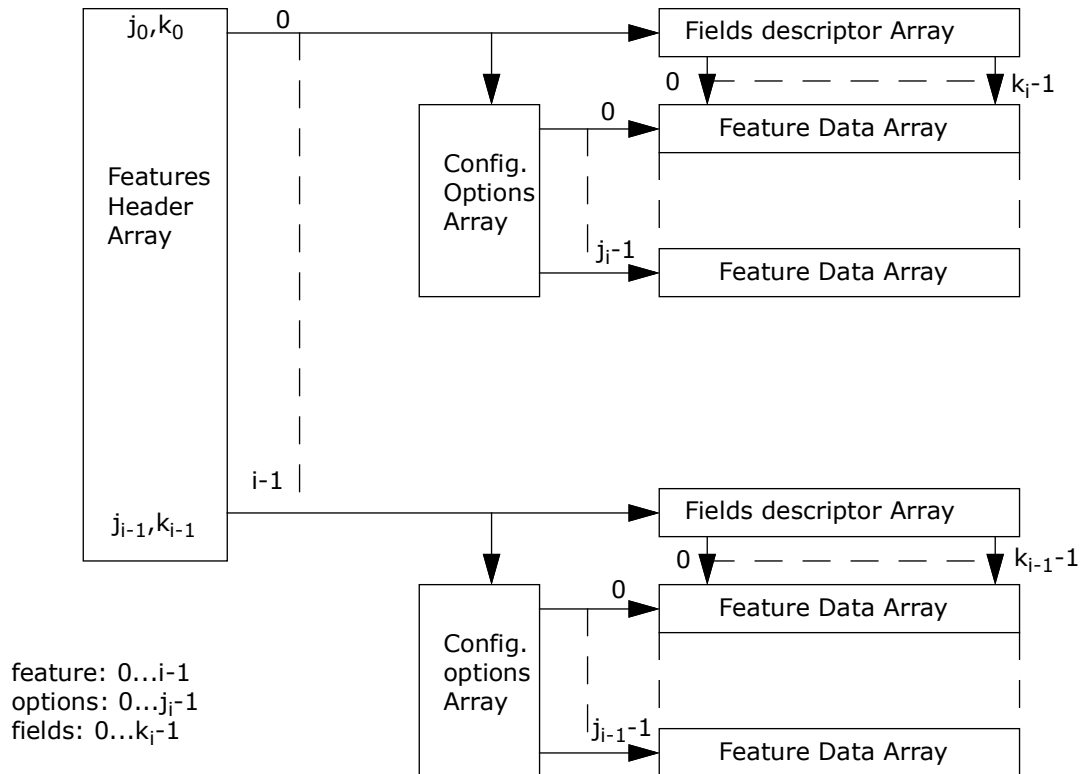 j₀,k₀
0
Fields descriptor Array
0
kᵢ-1
Features
Header
Array
Config.
Options
Array
0
Feature Data Array
jᵢ-1
Feature Data Array
i-1
jᵢ₋₁,kᵢ₋₁
Fields descriptor Array
0
kᵢ₋₁-1
Config.
options
Array
0
Feature Data Array
jᵢ₋₁-1
Feature Data Array
feature: 0...i-1
options: 0...jᵢ-1
fields: 0...kᵢ-1